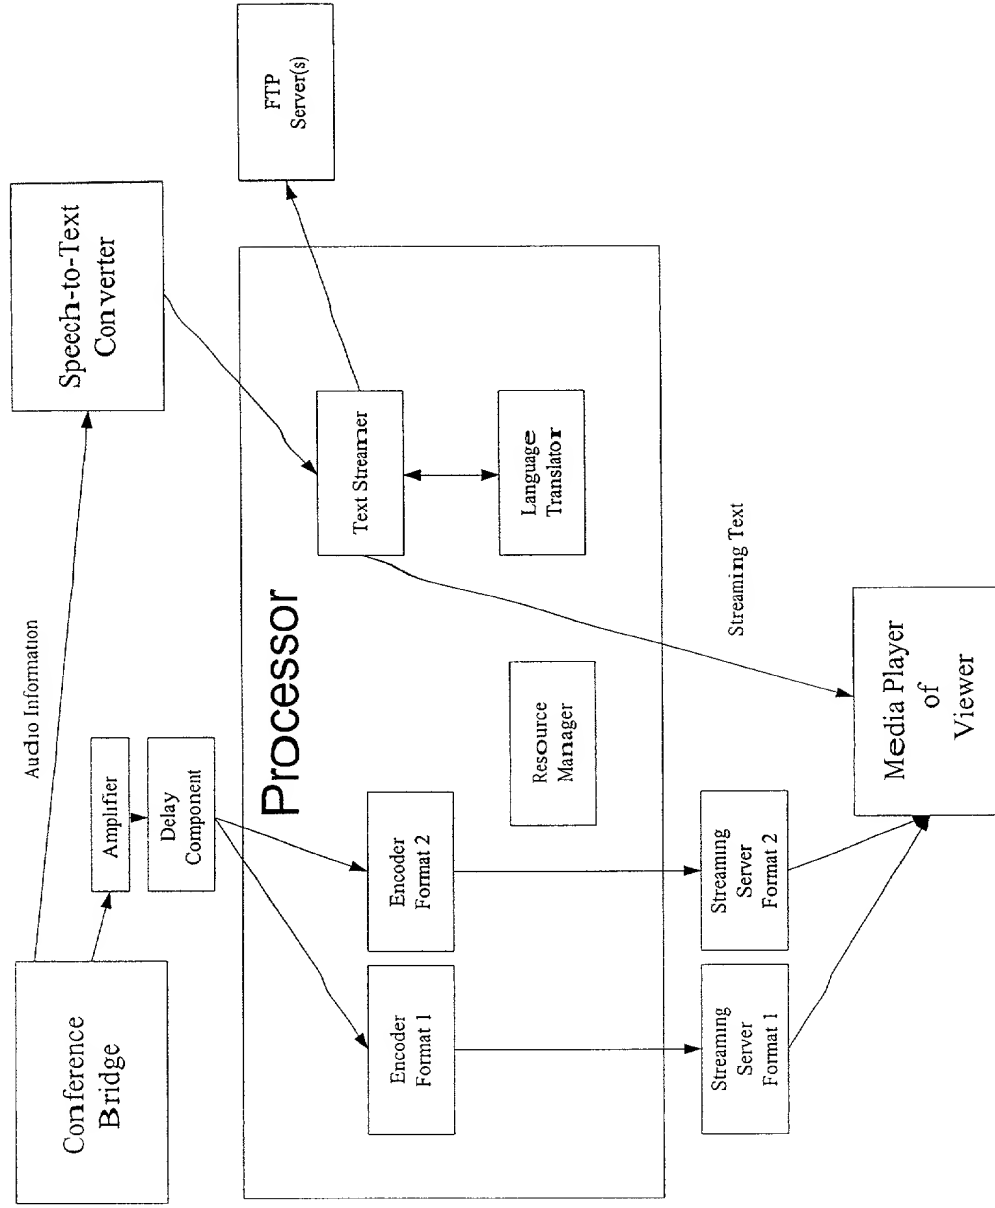 Conference
Bridge
Audio Information
Speech-to-Text
Converter
Amplifier
Delay
Component
FTP
Server(s)
Processor
Encoder
Format 1
Encoder
Format 2
Text Streamer
Resource
Manager
Language
Translator
Streaming
Server
Format 1
Streaming
Server
Format 2
Streaming Text
Media Player
of
Viewer